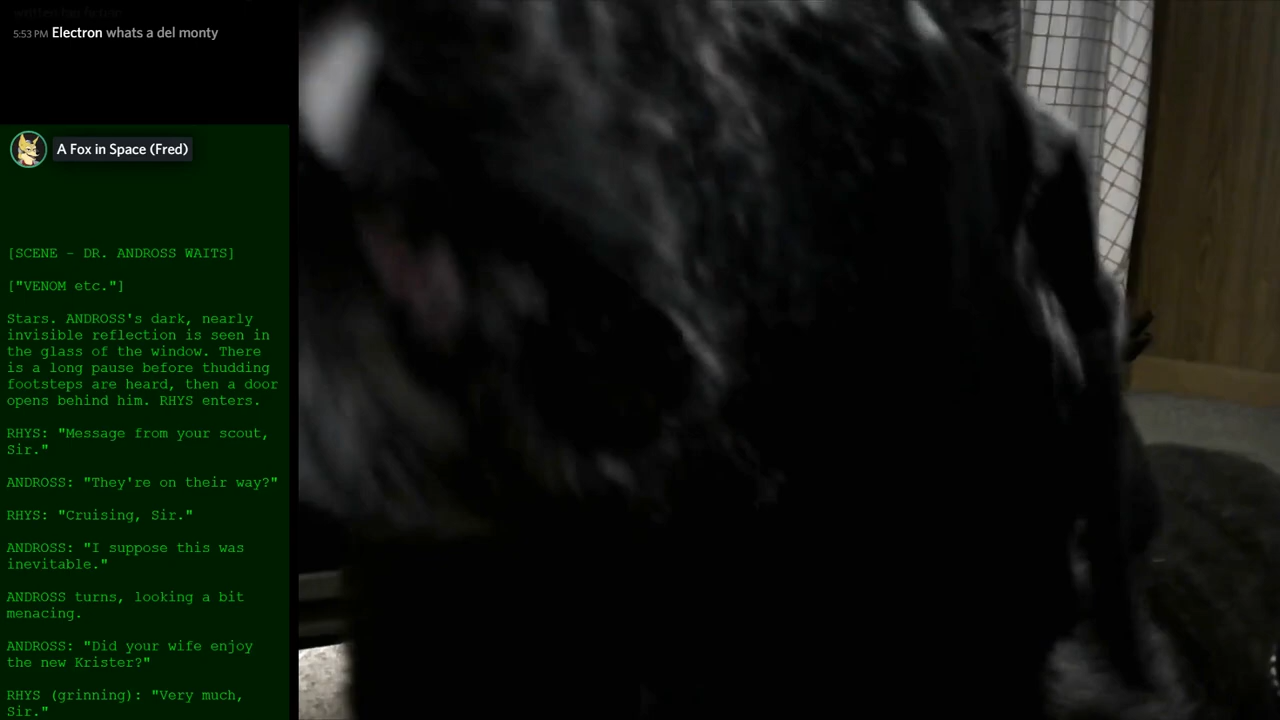 5:53 PM Electron whats a del monty
A Fox in Space (Fred)
[SCENE - DR. ANDROSS WAITS]
["VENOM etc."]
Stars. ANDROSS's dark, nearly
invisible reflection is seen in
the glass of the window. There
is a long pause before thudding
footsteps are heard, then a door
opens behind him. RHYS enters.
RHYS: "Message from your scout,
Sir."
ANDROSS: "They're on their way?"
RHYS: "Cruising, Sir."
ANDROSS: "I suppose this was
inevitable."
ANDROSS turns, looking a bit
menacing.
ANDROSS: "Did your wife enjoy
the new Krister?"
RHYS (grinning): "Very much,
Sir."